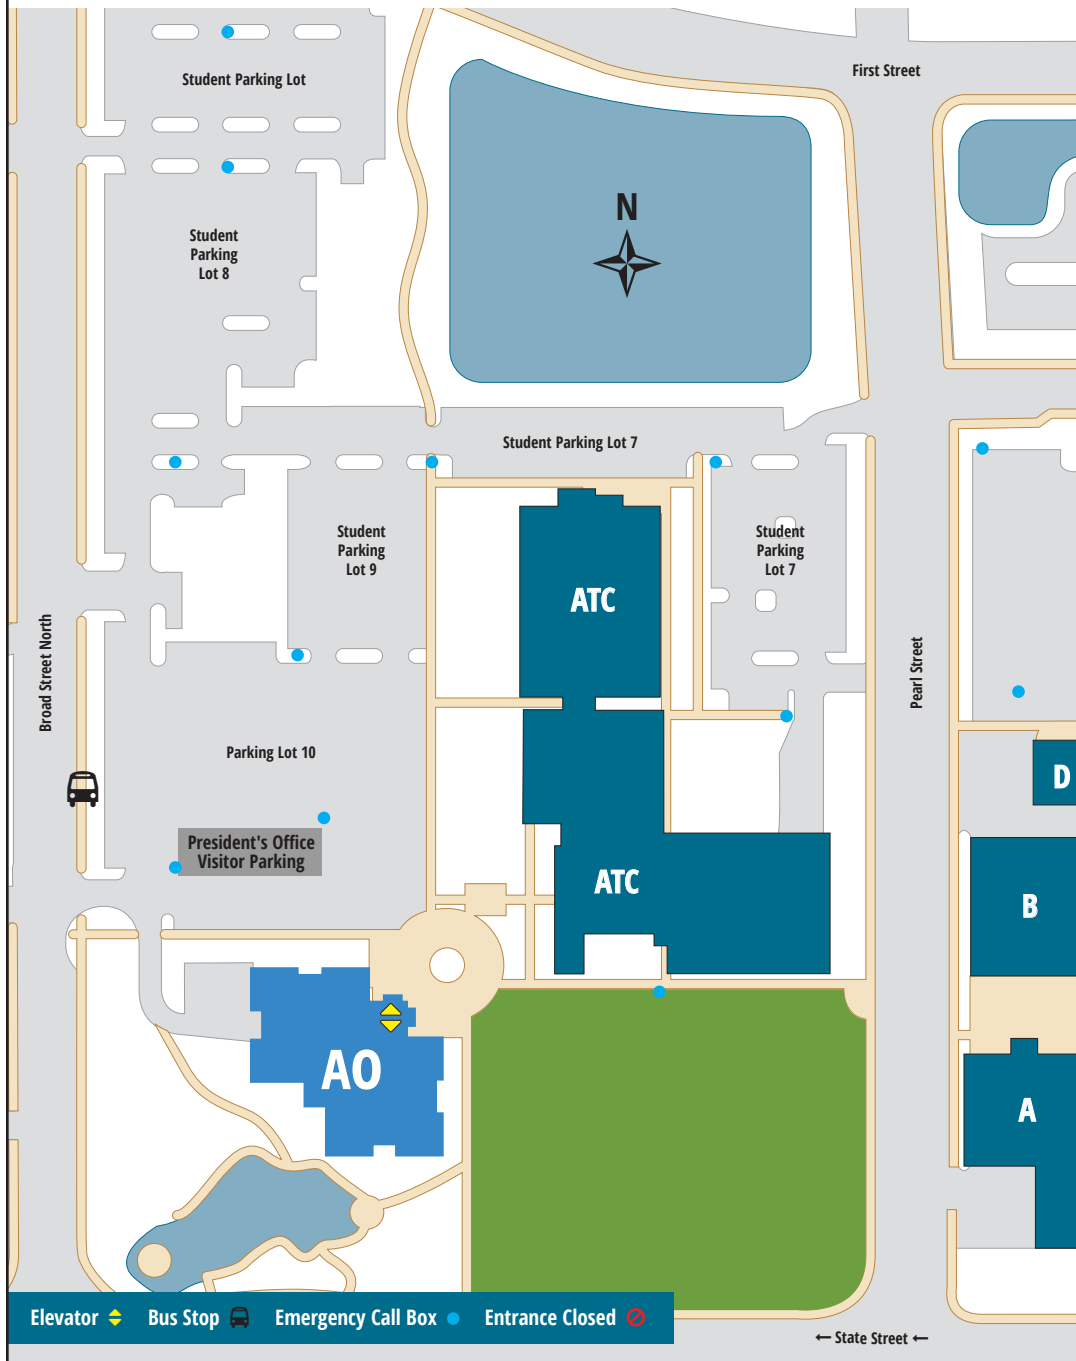 First Street
Student Parking Lot
N
Student
Parking
Lot 8
Student Parking Lot 7
Student
Parking
Lot 9
Student
Parking
Lot 7
ATC
Broad Street North
Pearl Street
Parking Lot 10
D
President's Office
Visitor Parking
ATC
B
AO
A
Elevator Bus Stop Emergency Call Box Entrance Closed
← State Street ←